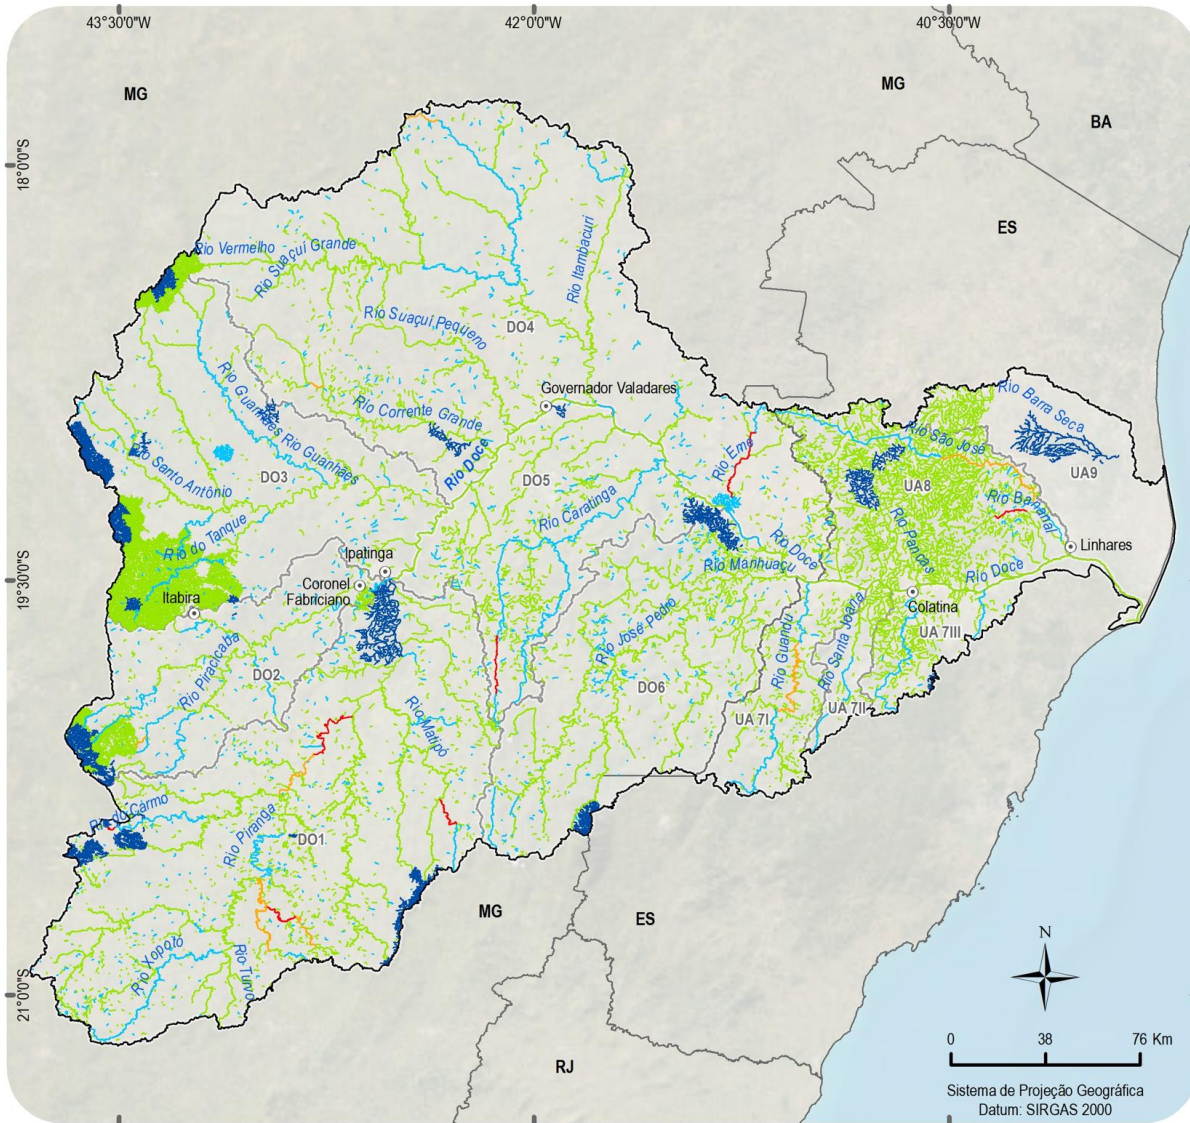 43°30'0"W
42°0'0"W
40°30'0"W
MG
MG
BA
18°0'0"S
ES
Rio Vermelho
Rio Suaçuí Grande
Rio Itambacuri
Rio Suaçuí Pequeno
DO4
Governador Valadares
Rio Guanhães
Rio Corrente Grande
Rio Barra Seca
Rio São José
Rio Guanhães
Rio Doce
Rio Eme
Rio Santo Antônio
DO3
DO5
UA8
UA9
Rio Caratinga
Rio Bananal
Rio do Tanque
Rio Pancas
Rio Doce
Linhares
Ipatinga
Rio Manhuaçu
Rio Doce
19°30'0"S
Coronel
Fabriciano
Itabira
Colatina
Rio José Pedro
Rio Guandu
Rio Santa Joana
UA 7III
Rio Piracicaba
DO2
DO6
UA 7II
UA 7I
Rio Matipó
Rio do Carmo
Rio Piranga
DO1
MG
ES
Rio Xopotó
Rio Turvo
21°0'0"S
N
0 38 76 Km
RJ
Sistema de Projeção Geográfica
Datum: SIRGAS 2000